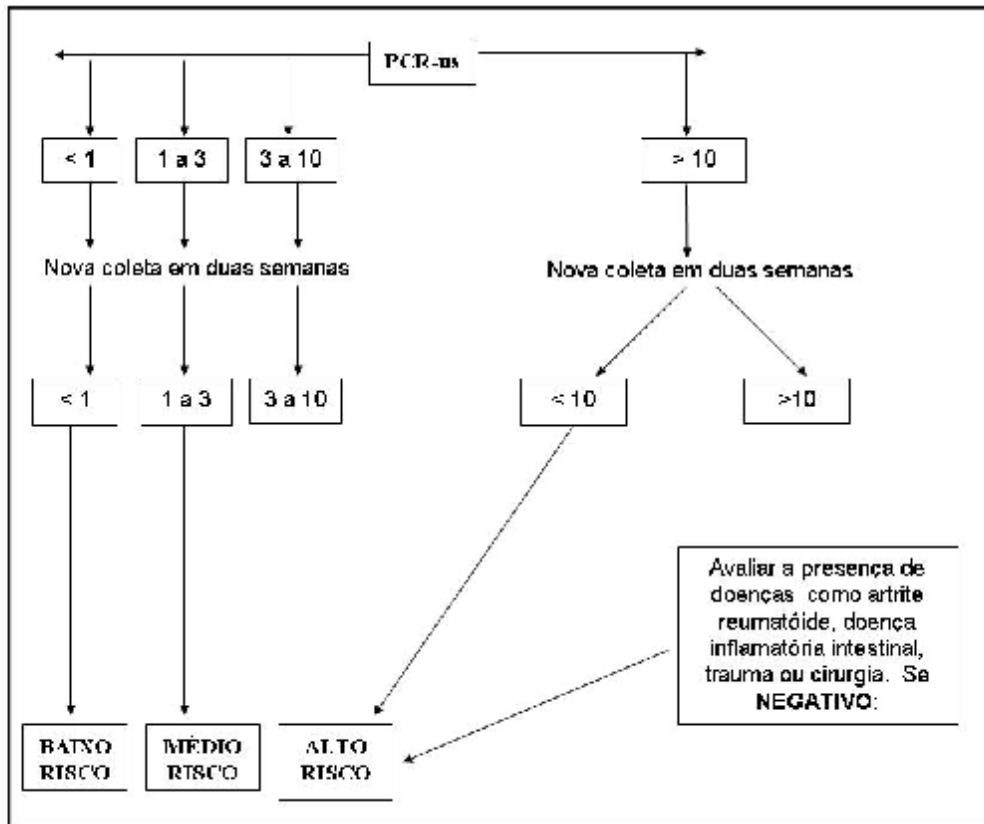 PCR-us
< 1
1 a 3
3 a 10
> 10
Nova coleta em duas semanas
Nova coleta em duas semanas
< 1
1 a 3
3 a 10
< 10
>10
Avaliar a presença de
doenças como artrite
reumatóide, doença
inflamatória intestinal,
trauma ou cirurgia. Se
NEGATIVO:
BAIXO
RISCO
MÉDIO
RISCO
ALTO
RISCO